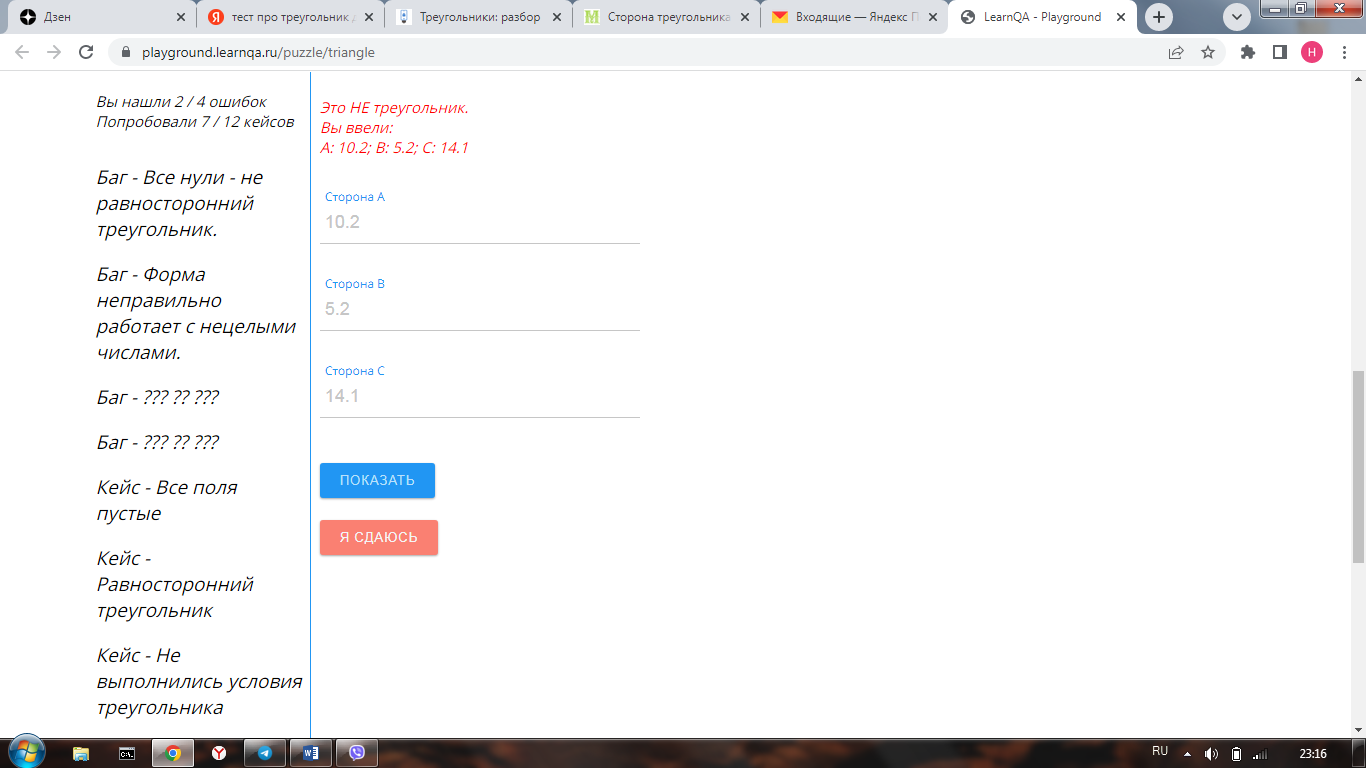 Дзен
тест про треугольник д
Треугольники: разбор
Сторона треугольника
Входящие — Яндекс П
LearnQA - Playground
playground.learnqa.ru/puzzle/triangle
Н
Вы нашли 2 / 4 ошибок
Попробовали 7 / 12 кейсов
Баг - Все нули - не
равносторонний
треугольник.
Баг - Форма
неправильно
работает с нецелыми
числами.
Баг - ??? ?? ???
Баг - ??? ?? ???
Кейс - Все поля
пустые
Кейс -
Равносторонний
треугольник
Кейс - Не
выполнились условия
треугольника
Это НЕ треугольник.
Вы ввели:
A: 10.2; B: 5.2; C: 14.1
Сторона A
10.2
Сторона B
5.2
Сторона C
14.1
ПОКАЗАТЬ
Я СДАЮСЬ
RU
23:16